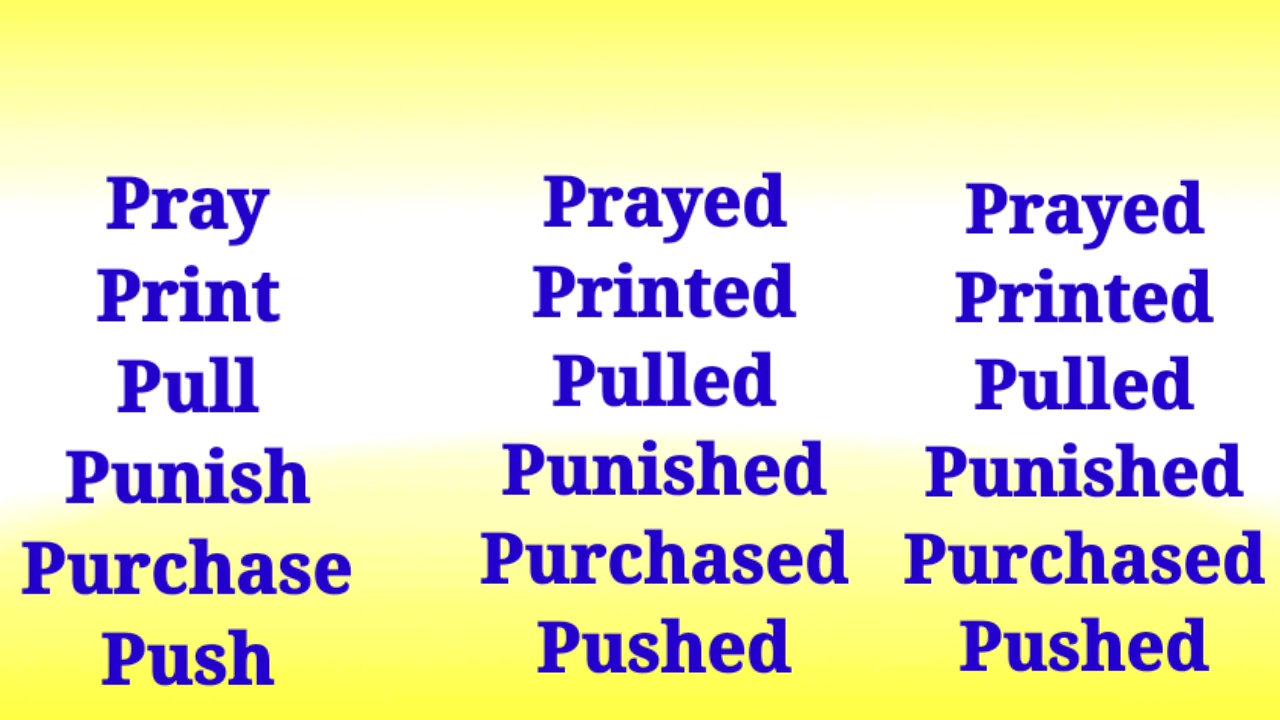 Pray Prayed Prayed
Print Printed Printed
Pull Pulled Pulled
Punish Punished Punished
Purchase Purchased Purchased
Push Pushed Pushed